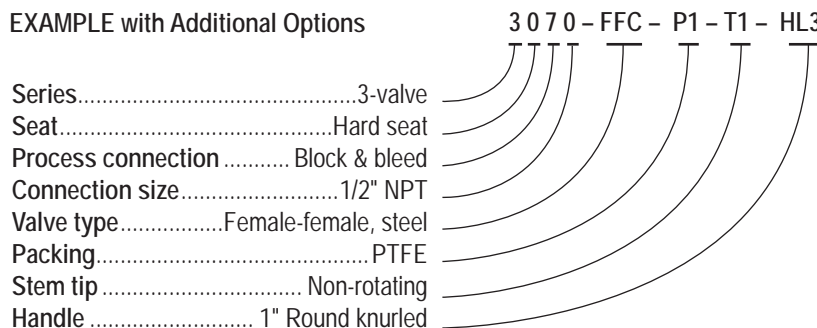 EXAMPLE with Additional Options 3 0 7 0 – FFC – P1 – T1 – HL3
Series..............................................3-valve
Seat.............................................Hard seat
Process connection ........... Block & bleed
Connection size..........................1/2" NPT
Valve type.................Female-female, steel
Packing.............................................PTFE
Stem tip ................................. Non-rotating
Handle ........................... 1" Round knurled